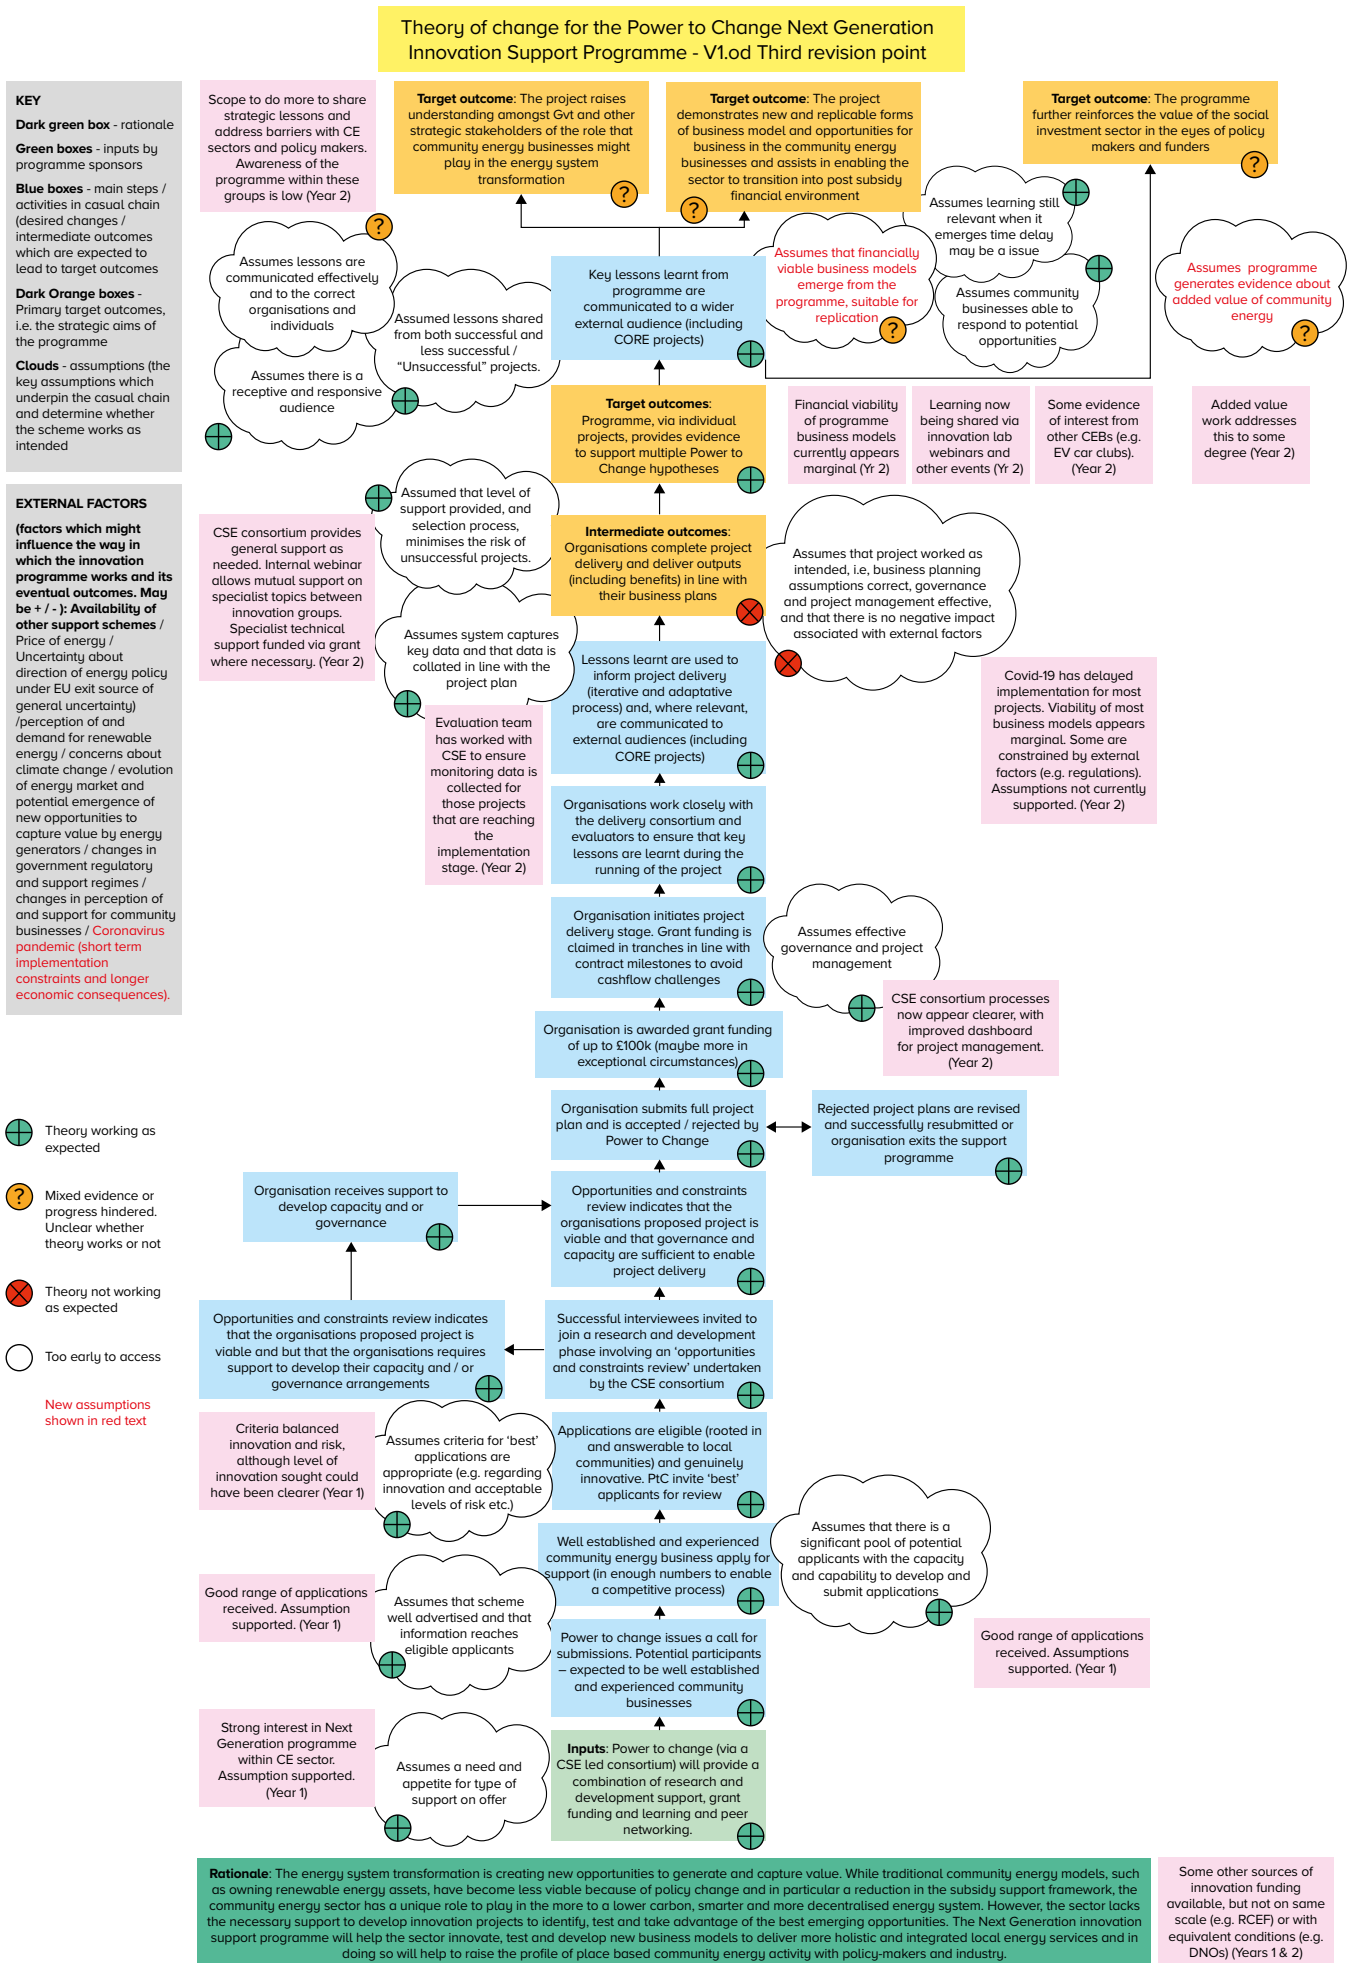 Theory of change for the Power to Change Next Generation
Innovation Support Programme - V1.od Third revision point
KEY
Dark green box - rationale
Green boxes - inputs by
programme sponsors
Blue boxes - main steps /
activities in casual chain
(desired changes /
intermediate outcomes
which are expected to
lead to target outcomes
Dark Orange boxes -
Primary target outcomes,
i.e. the strategic aims of
the programme
Clouds - assumptions (the
key assumptions which
underpin the casual chain
and determine whether
the scheme works as
intended
EXTERNAL FACTORS
(factors which might
influence the way in
which the innovation
programme works and its
eventual outcomes. May
be + / - ): Availability of
other support schemes /
Price of energy /
Uncertainty about
direction of energy policy
under EU exit source of
general uncertainty)
/perception of and
demand for renewable
energy / concerns about
climate change / evolution
of energy market and
potential emergence of
new opportunities to
capture value by energy
generators / changes in
government regulatory
and support regimes /
changes in perception of
and support for community
businesses / Coronavirus
pandemic (short term
implementation
constraints and longer
economic consequences).
Theory working as
expected
?
Mixed evidence or
progress hindered.
Unclear whether
theory works or not
Theory not working
as expected
Too early to access
New assumptions
shown in red text
Scope to do more to share
strategic lessons and
address barriers with CE
sectors and policy makers.
Awareness of the
programme within these
groups is low (Year 2)
Target outcome: The project raises
understanding amongst Gvt and other
strategic stakeholders of the role that
community energy businesses might
play in the energy system
transformation
?
Target outcome: The project
demonstrates new and replicable forms
of business model and opportunities for
business in the community energy
businesses and assists in enabling the
sector to transition into post subsidy
financial environment
?
Target outcome: The programme
further reinforces the value of the social
investment sector in the eyes of policy
makers and funders
?
?
Assumes lessons are
communicated effectively
and to the correct
organisations and
individuals
Assumed lessons shared
from both successful and
less successful /
“Unsuccessful” projects.
Assumes there is a
receptive and responsive
audience
Key lessons learnt from
programme are
communicated to a wider
external audience (including
CORE projects)
Assumes that financially
viable business models
emerge from the
programme, suitable for
replication
?
Assumes learning still
relevant when it
emerges time delay
may be a issue
Assumes community
businesses able to
respond to potential
opportunities
Assumes programme
generates evidence about
added value of community
energy
?
Target outcomes:
Programme, via individual
projects, provides evidence
to support multiple Power to
Change hypotheses
Financial viability
of programme
business models
currently appears
marginal (Yr 2)
Learning now
being shared via
innovation lab
webinars and
other events (Yr 2)
Some evidence
of interest from
other CEBs (e.g.
EV car clubs).
(Year 2)
Added value
work addresses
this to some
degree (Year 2)
Assumed that level of
support provided, and
selection process,
minimises the risk of
unsuccessful projects.
CSE consortium provides
general support as
needed. Internal webinar
allows mutual support on
specialist topics between
innovation groups.
Specialist technical
support funded via grant
where necessary. (Year 2)
Intermediate outcomes:
Organisations complete project
delivery and deliver outputs
(including benefits) in line with
their business plans
Assumes that project worked as
intended, i.e, business planning
assumptions correct, governance
and project management effective,
and that there is no negative impact
associated with external factors
Assumes system captures
key data and that data is
collated in line with the
project plan
Lessons learnt are used to
inform project delivery
(iterative and adaptative
process) and, where relevant,
are communicated to
external audiences (including
CORE projects)
Covid-19 has delayed
implementation for most
projects. Viability of most
business models appears
marginal. Some are
constrained by external
factors (e.g. regulations).
Assumptions not currently
supported. (Year 2)
Evaluation team
has worked with
CSE to ensure
monitoring data is
collected for
those projects
that are reaching
the
implementation
stage. (Year 2)
Organisations work closely with
the delivery consortium and
evaluators to ensure that key
lessons are learnt during the
running of the project
Organisation initiates project
delivery stage. Grant funding is
claimed in tranches in line with
contract milestones to avoid
cashflow challenges
Assumes effective
governance and project
management
CSE consortium processes
now appear clearer, with
improved dashboard
for project management.
(Year 2)
Organisation is awarded grant funding
of up to £100k (maybe more in
exceptional circumstances)
Organisation submits full project
plan and is accepted / rejected by
Power to Change
Rejected project plans are revised
and successfully resubmitted or
organisation exits the support
programme
Organisation receives support to
develop capacity and or
governance
Opportunities and constraints
review indicates that the
organisations proposed project is
viable and that governance and
capacity are sufficient to enable
project delivery
Opportunities and constraints review indicates
that the organisations proposed project is
viable and but that the organisations requires
support to develop their capacity and / or
governance arrangements
Successful interviewees invited to
join a research and development
phase involving an ‘opportunities
and constraints review’ undertaken
by the CSE consortium
Criteria balanced
innovation and risk,
although level of
innovation sought could
have been clearer (Year 1)
Assumes criteria for ‘best’
applications are
appropriate (e.g. regarding
innovation and acceptable
levels of risk etc.)
Applications are eligible (rooted in
and answerable to local
communities) and genuinely
innovative. PtC invite ‘best’
applicants for review
Well established and experienced
community energy business apply for
support (in enough numbers to enable
a competitive process)
Assumes that there is a
significant pool of potential
applicants with the capacity
and capability to develop and
submit applications
Good range of applications
received. Assumption
supported. (Year 1)
Assumes that scheme
well advertised and that
information reaches
eligible applicants
Power to change issues a call for
submissions. Potential participants
– expected to be well established
and experienced community
businesses
Good range of applications
received. Assumptions
supported. (Year 1)
Strong interest in Next
Generation programme
within CE sector.
Assumption supported.
(Year 1)
Assumes a need and
appetite for type of
support on offer
Inputs: Power to change (via a
CSE led consortium) will provide a
combination of research and
development support, grant
funding and learning and peer
networking.
Rationale: The energy system transformation is creating new opportunities to generate and capture value. While traditional community energy models, such
as owning renewable energy assets, have become less viable because of policy change and in particular a reduction in the subsidy support framework, the
community energy sector has a unique role to play in the more to a lower carbon, smarter and more decentralised energy system. However, the sector lacks
the necessary support to develop innovation projects to identify, test and take advantage of the best emerging opportunities. The Next Generation innovation
support programme will help the sector innovate, test and develop new business models to deliver more holistic and integrated local energy services and in
doing so will help to raise the profile of place based community energy activity with policy-makers and industry.
Some other sources of
innovation funding
available, but not on same
scale (e.g. RCEF) or with
equivalent conditions (e.g.
DNOs) (Years 1 & 2)